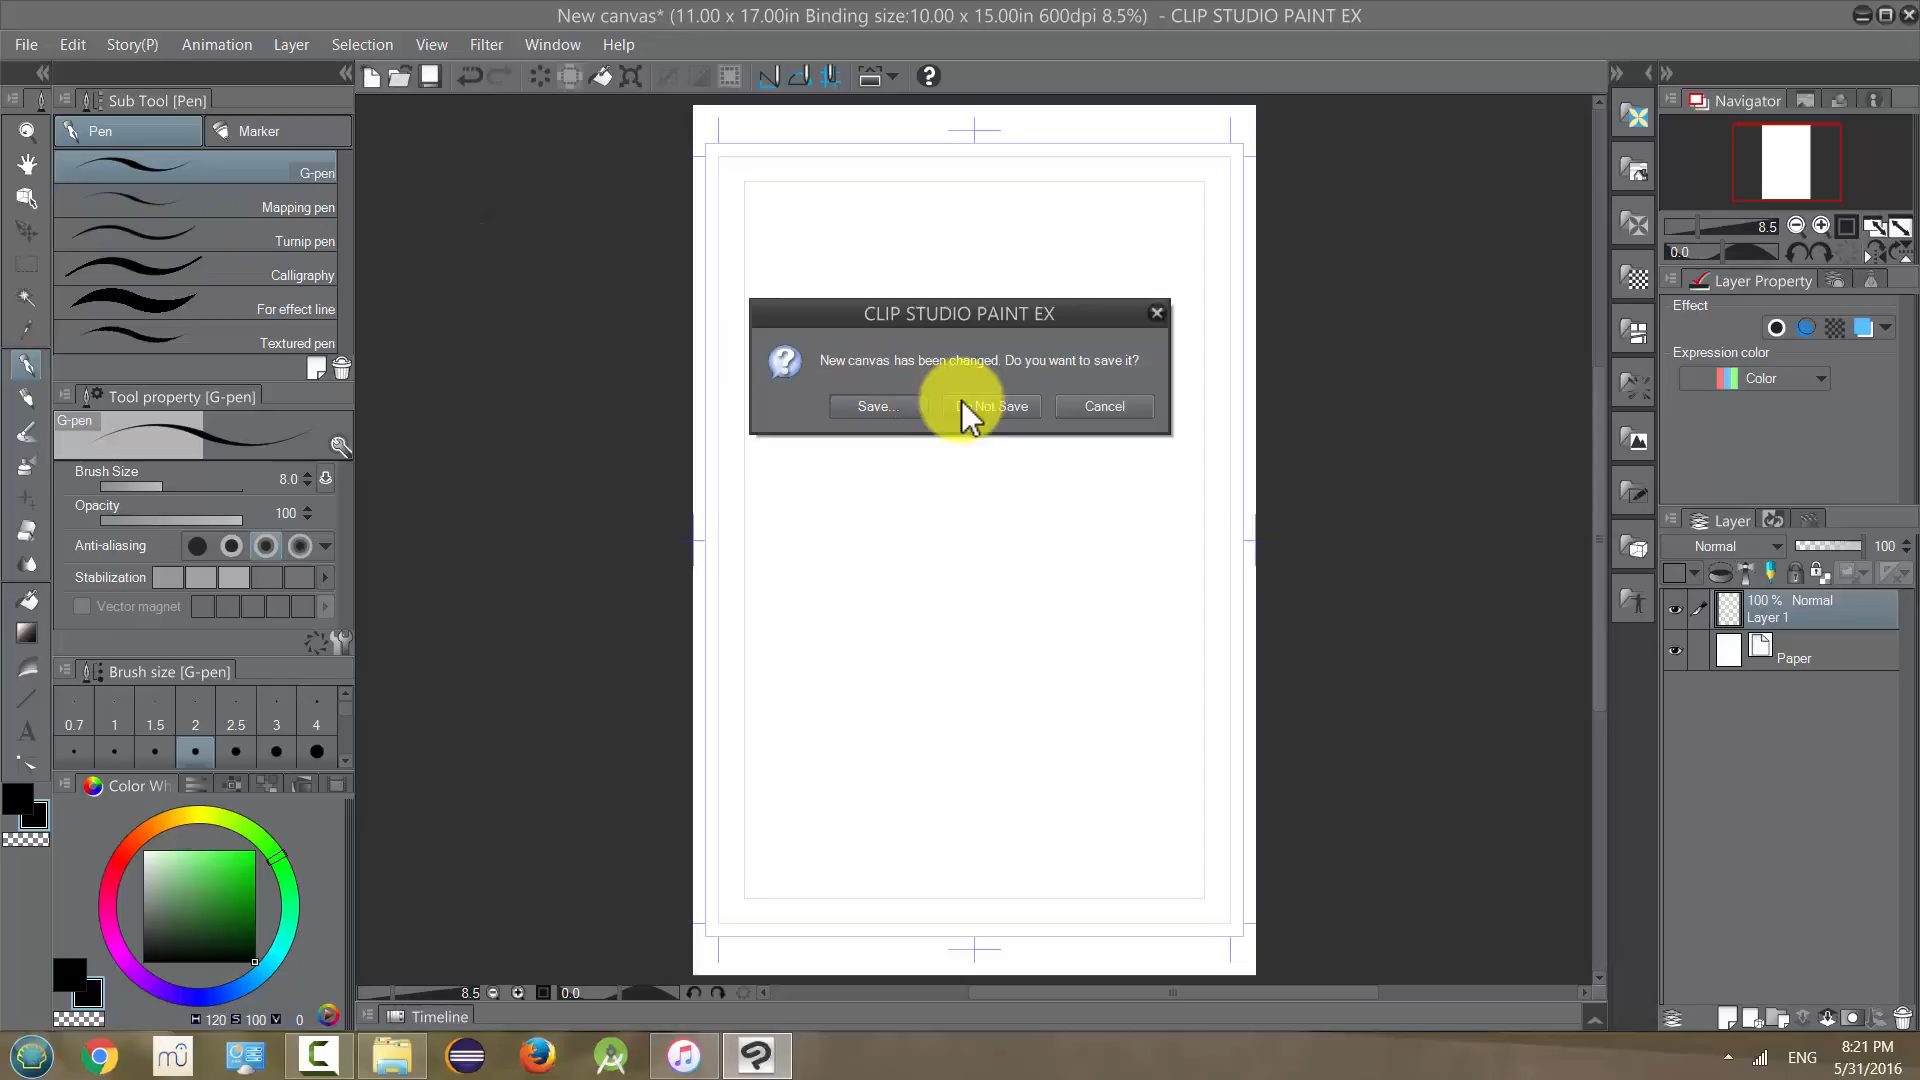 New canvas* (11.00 x 17.00in Binding size:10.00 x 15.00in 600dpi 8.5%)  - CLIP STUDIO PAINT EX
File Edit Story(P) Animation Layer Selection View Filter Window Help
Sub Tool [Pen]
Pen Marker
G-pen
Mapping pen
Turnip pen
Calligraphy
For effect line
Textured pen
Tool property [G-pen]
G-pen
Brush Size 8.0
Opacity 100
Anti-aliasing
Stabilization
Vector magnet
Brush size [G-pen]
0.7 1 1.5 2 2.5 3 4
Color Wh
H 120 S 100 V 0
CLIP STUDIO PAINT EX
New canvas has been changed. Do you want to save it?
Save... Do Not Save Cancel
8.5 0.0
Timeline
Navigator
8.5
0.0
Layer Property
Effect
Expression color
Color
Layer
Normal 100
100 % Normal
Layer 1
Paper
ENG
8:21 PM
5/31/2016